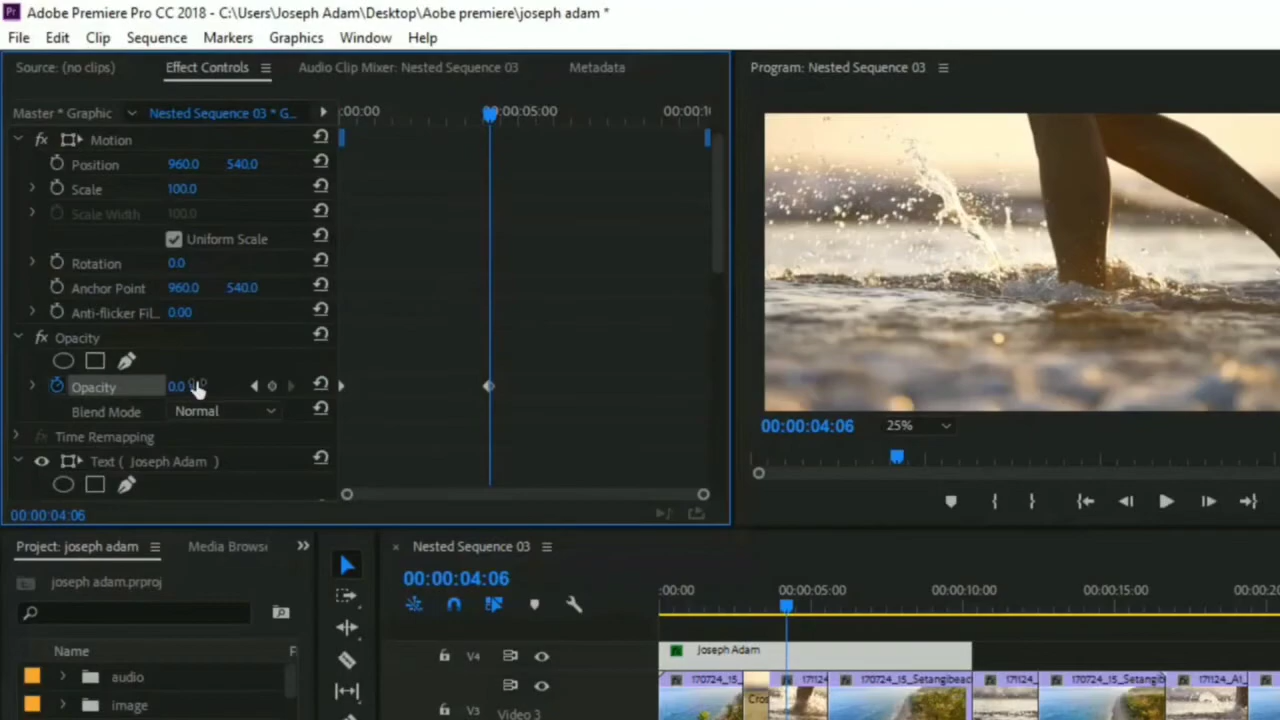 Pr Adobe Premiere Pro CC 2018 - C:\Users\Joseph Adam\Desktop\Aobe premiere\joseph adam *
File Edit Clip Sequence Markers Graphics Window Help
Source: (no clips) Effect Controls Audio Clip Mixer: Nested Sequence 03 Metadata
Program: Nested Sequence 03
Master * Graphic Nested Sequence 03 * G...
:00:00 00:00:05:00 00:00:1
fx Motion
Position 960.0 540.0
Scale 100.0
Scale Width 100.0
Uniform Scale
Rotation 0.0
Anchor Point 960.0 540.0
Anti-flicker Fil... 0.00
fx Opacity
Opacity 0.0
Blend Mode Normal
fx Time Remapping
Text ( Joseph Adam )
00:00:04:06
00:00:04:06 25%
Project: joseph adam Media Browse
joseph adam.prproj
Name F
audio
image
Nested Sequence 03
00:00:04:06
:00:00 00:00:05:00 00:00:10:00 00:00:15:00 00:00:20
V4 fx Joseph Adam
170724_15 Cros 171124 170724_15_Setangibeac 171124_ 170724_15_Setangib 171124_AI_
V3 Video 3